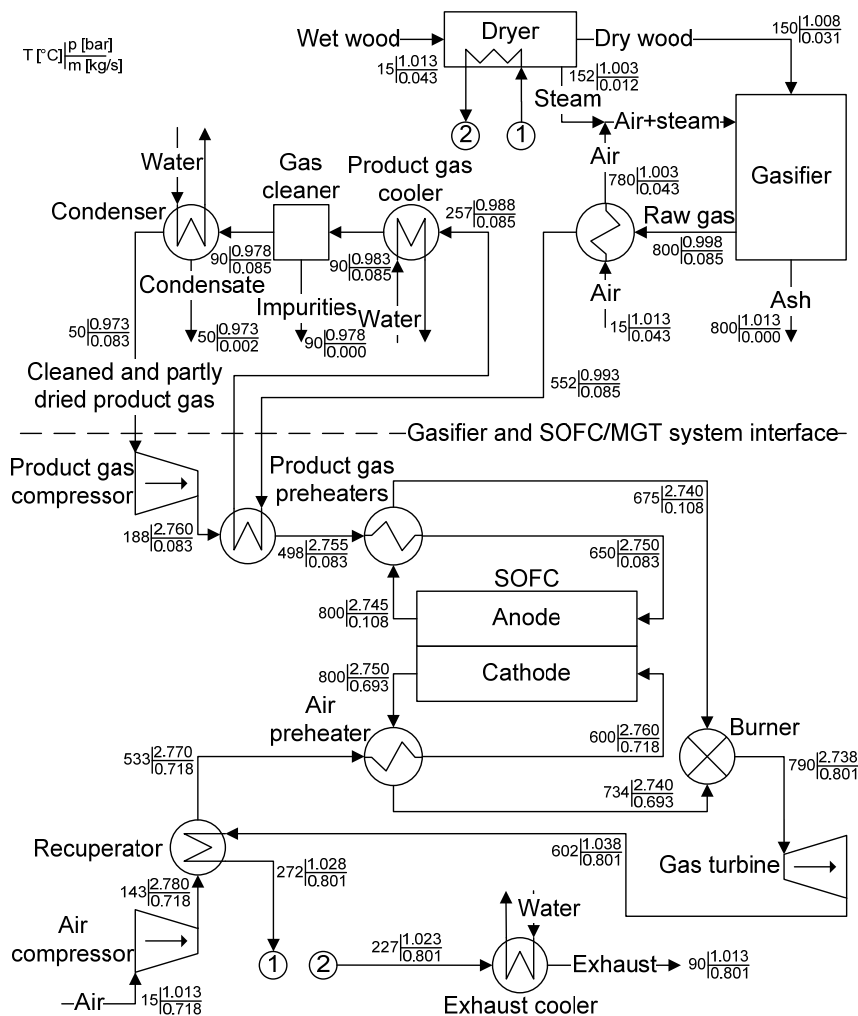 Wet wood
Dryer
Dry wood
150 1.008
0.031
T [°C] p [bar]
m [kg/s]
15 1.013
0.043
152 1.003
0.012
Steam
2
1
Air+steam
Water
Gas
cleaner
Product gas
cooler
Air
780 1.003
0.043
Gasifier
Condenser
257 0.988
0.085
Raw gas
800 0.998
0.085
90 0.978
0.085
90 0.983
0.085
Condensate
Impurities
Water
Air
Ash
50 0.973
0.083
50 0.973
0.002
90 0.978
0.000
15 1.013
0.043
800 1.013
0.000
Cleaned and partly
dried product gas
552 0.993
0.085
Gasifier and SOFC/MGT system interface
Product gas
compressor
Product gas
preheaters
675 2.740
0.108
188 2.760
0.083
498 2.755
0.083
650 2.750
0.083
SOFC
800 2.745
0.108
Anode
800 2.750
0.693
Cathode
Air
preheater
600 2.760
0.718
Burner
533 2.770
0.718
790 2.738
0.801
734 2.740
0.693
Recuperator
602 1.038
0.801
Gas turbine
272 1.028
0.801
143 2.780
0.718
Air
compressor
Water
1
2
227 1.023
0.801
Exhaust
90 1.013
0.801
Air
15 1.013
0.718
Exhaust cooler